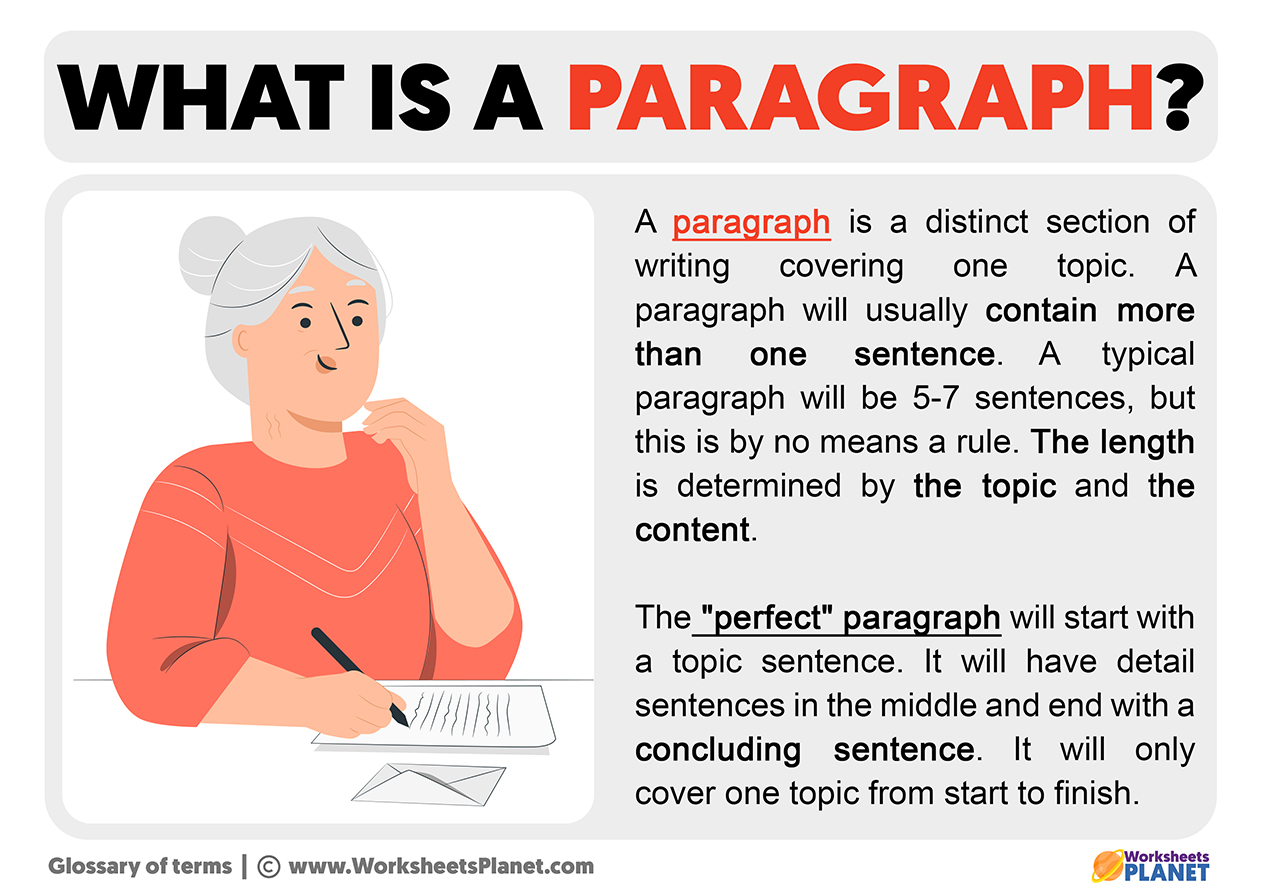 WHAT IS A PARAGRAPH?
A paragraph is a distinct section of
writing covering one topic. A
paragraph will usually contain more
than one sentence. A typical
paragraph will be 5-7 sentences, but
this is by no means a rule. The length
is determined by the topic and the
content.
The "perfect" paragraph will start with
a topic sentence. It will have detail
sentences in the middle and end with a
concluding sentence. It will only
cover one topic from start to finish.
Glossary of terms | © www.WorksheetsPlanet.com
Worksheets
PLANET